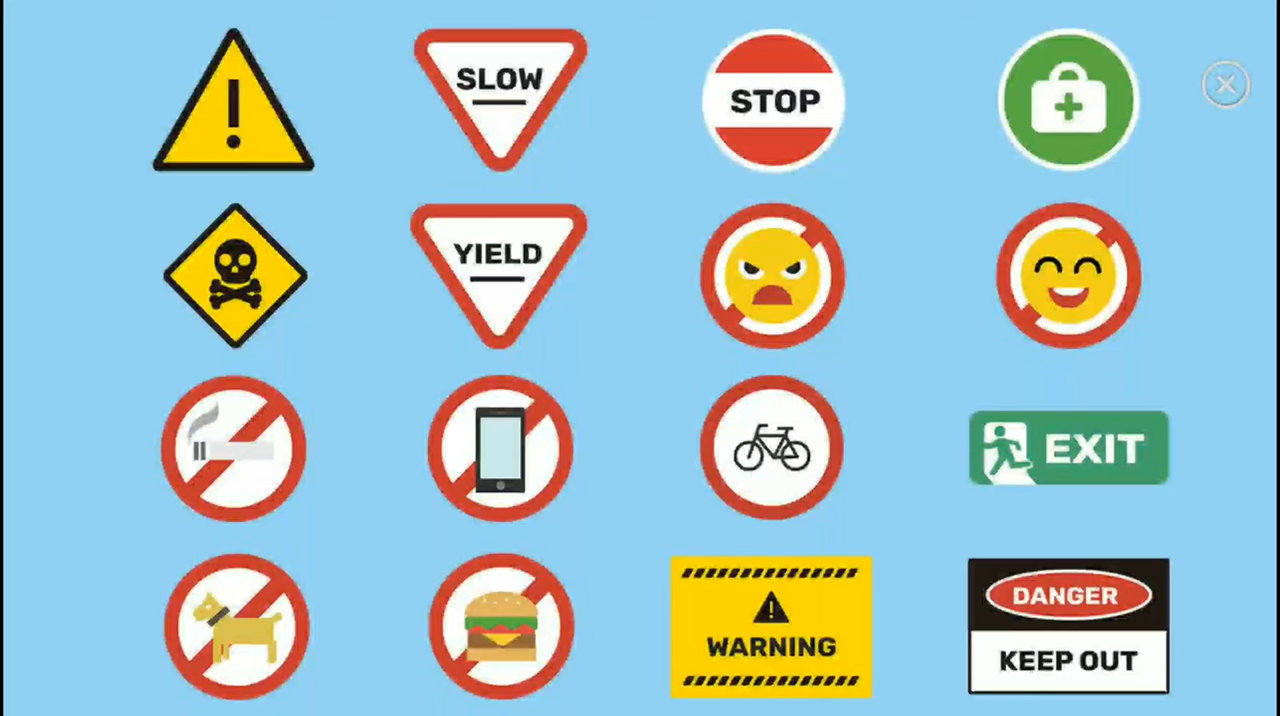 SLOW
STOP
YIELD
EXIT
WARNING
DANGER
KEEP OUT